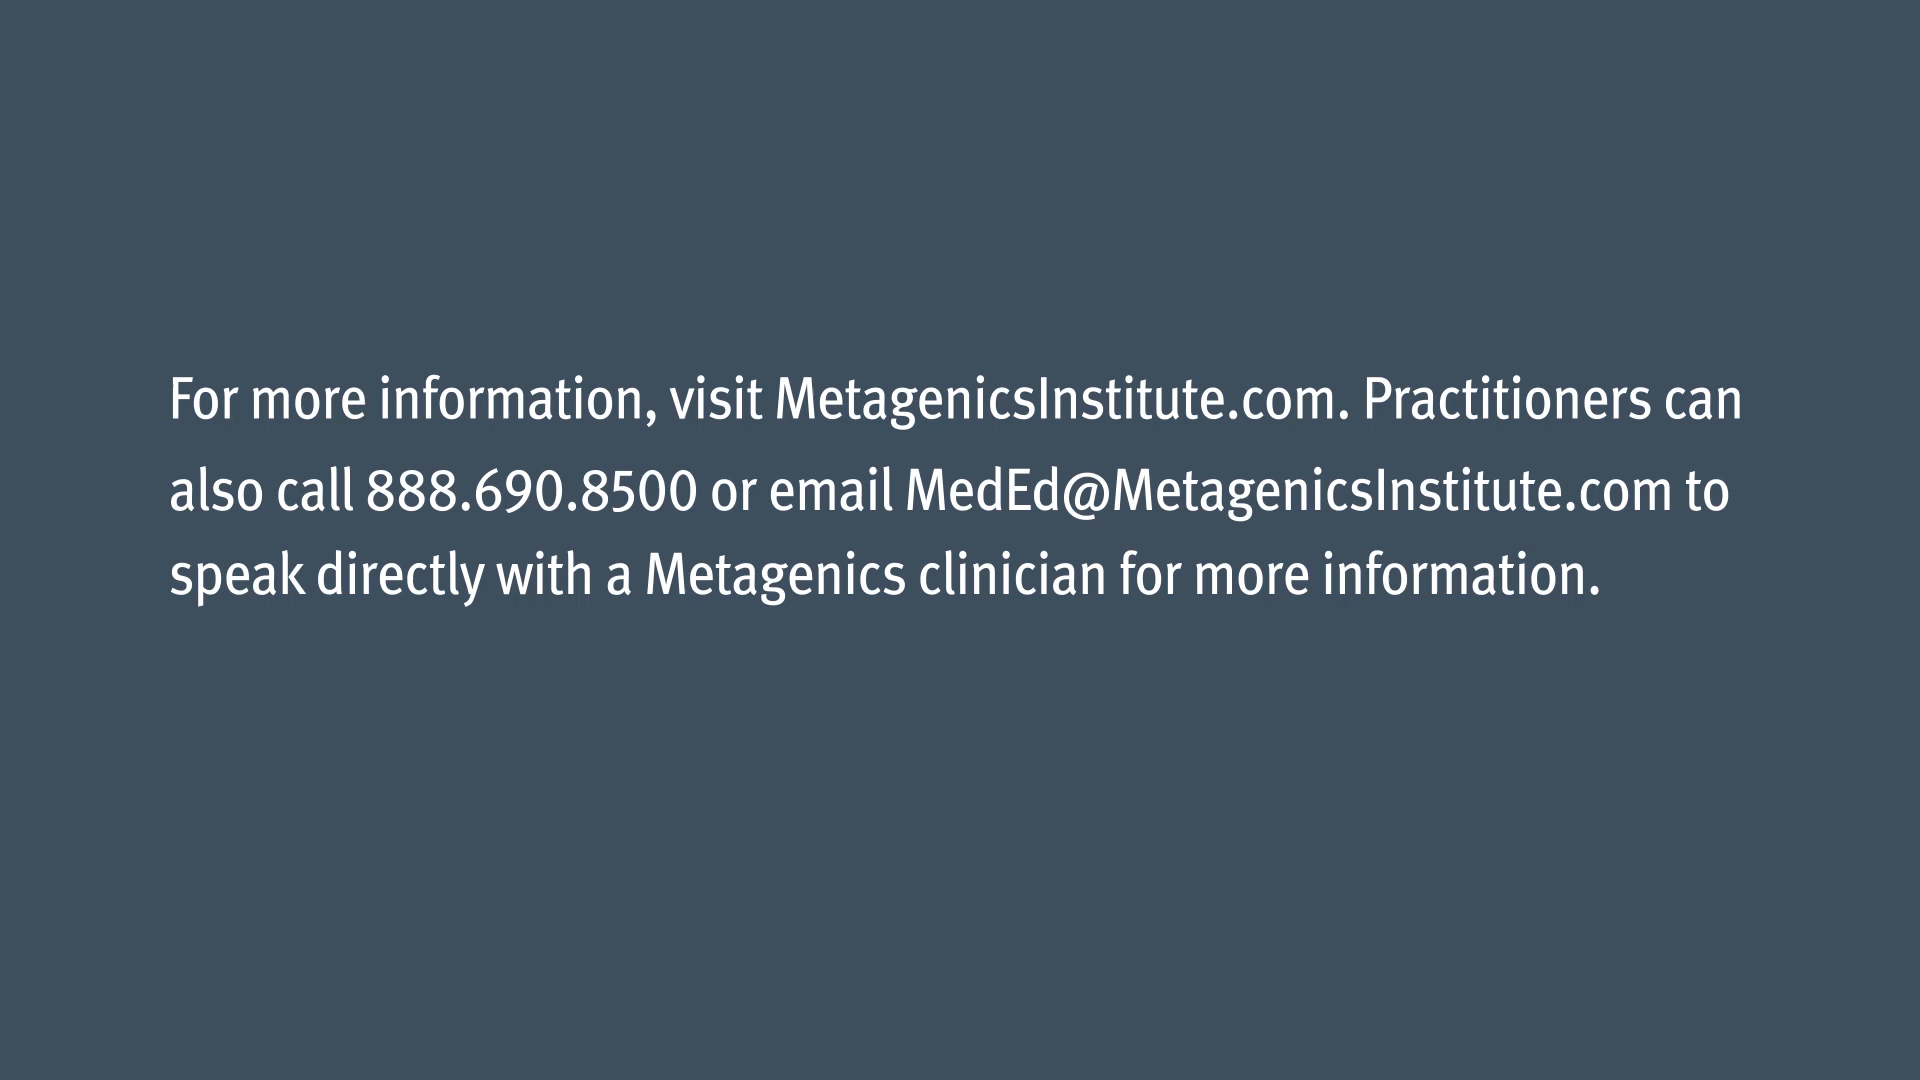 For more information, visit MetagenicsInstitute.com. Practitioners can
also call 888.690.8500 or email MedEd@MetagenicsInstitute.com to
speak directly with a Metagenics clinician for more information.